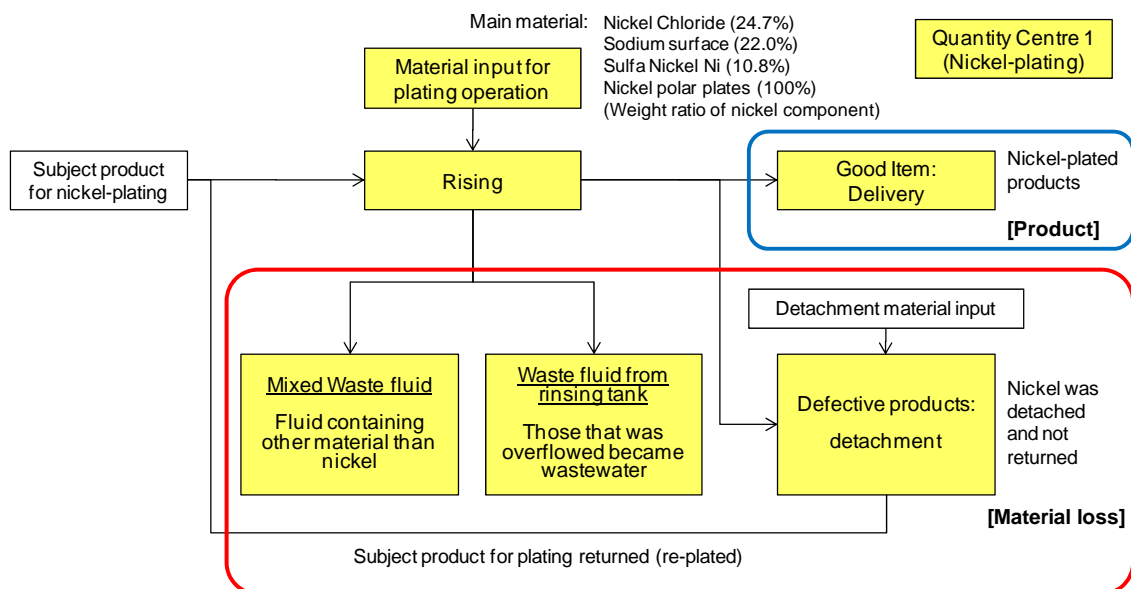 Main material:
Nickel Chloride (24.7%)
Sodium surface (22.0%)
Sulfa Nickel Ni (10.8%)
Nickel polar plates (100%)
(Weight ratio of nickel component)
Quantity Centre 1
(Nickel-plating)
Material input for
plating operation
Subject product
for nickel-plating
Rising
Good Item:
Delivery
Nickel-plated
products
[Product]
Detachment material input
Mixed Waste fluid
Fluid containing
other material than
nickel
Waste fluid from
rinsing tank
Those that was
overflowed became
wastewater
Defective products:
detachment
Nickel was
detached
and not
returned
[Material loss]
Subject product for plating returned (re-plated)